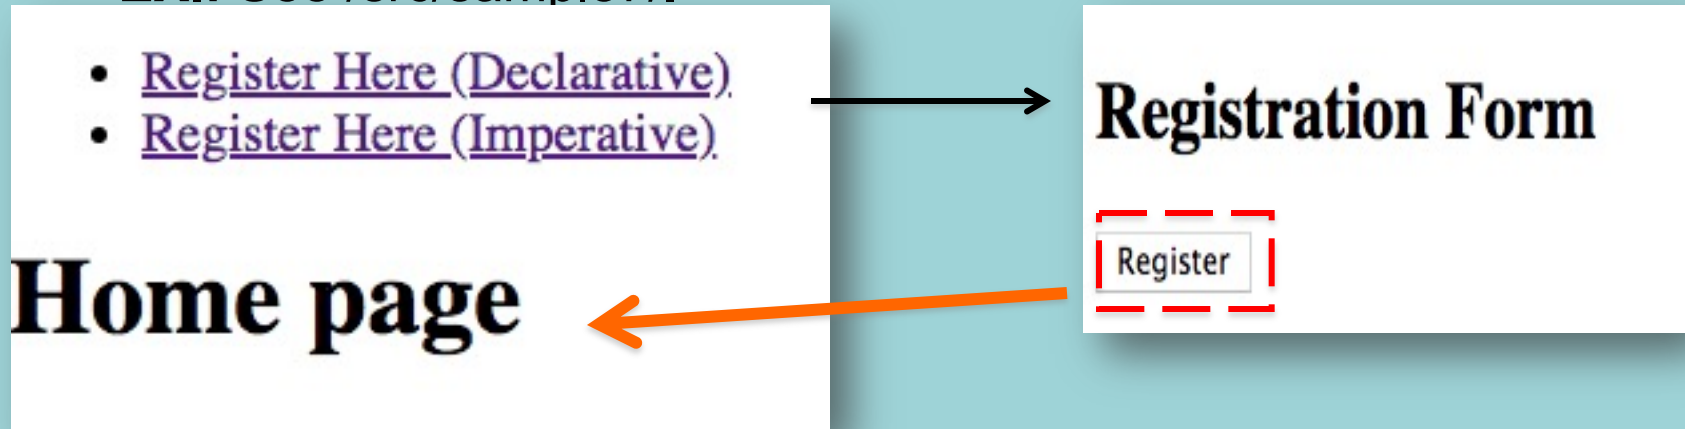 Register Here (Declarative)
Register Here (Imperative)
Home page
Registration Form
Register